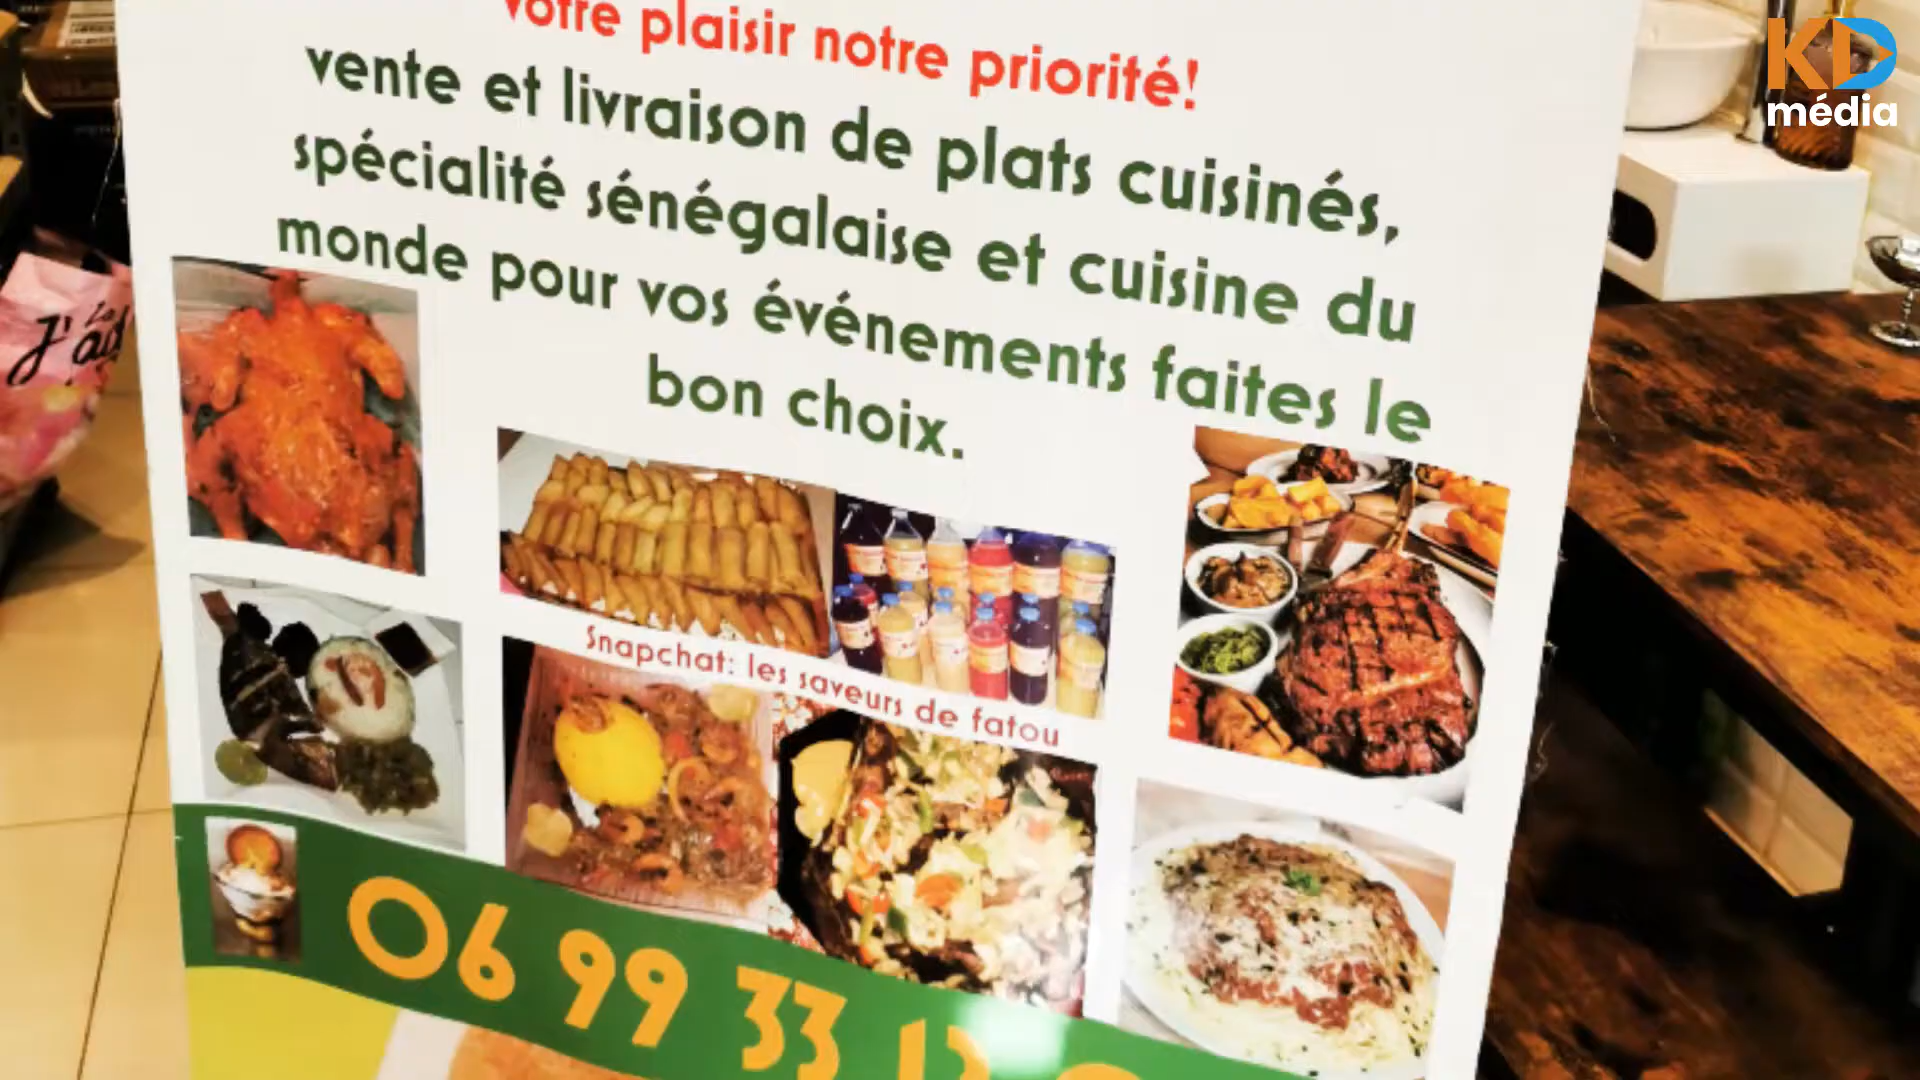 votre plaisir notre priorité!
vente et livraison de plats cuisinés,
spécialité sénégalaise et cuisine du
monde pour vos événements faites le
bon choix.
Snapchat: les saveurs de fatou
06 99 33
KD
média
J'